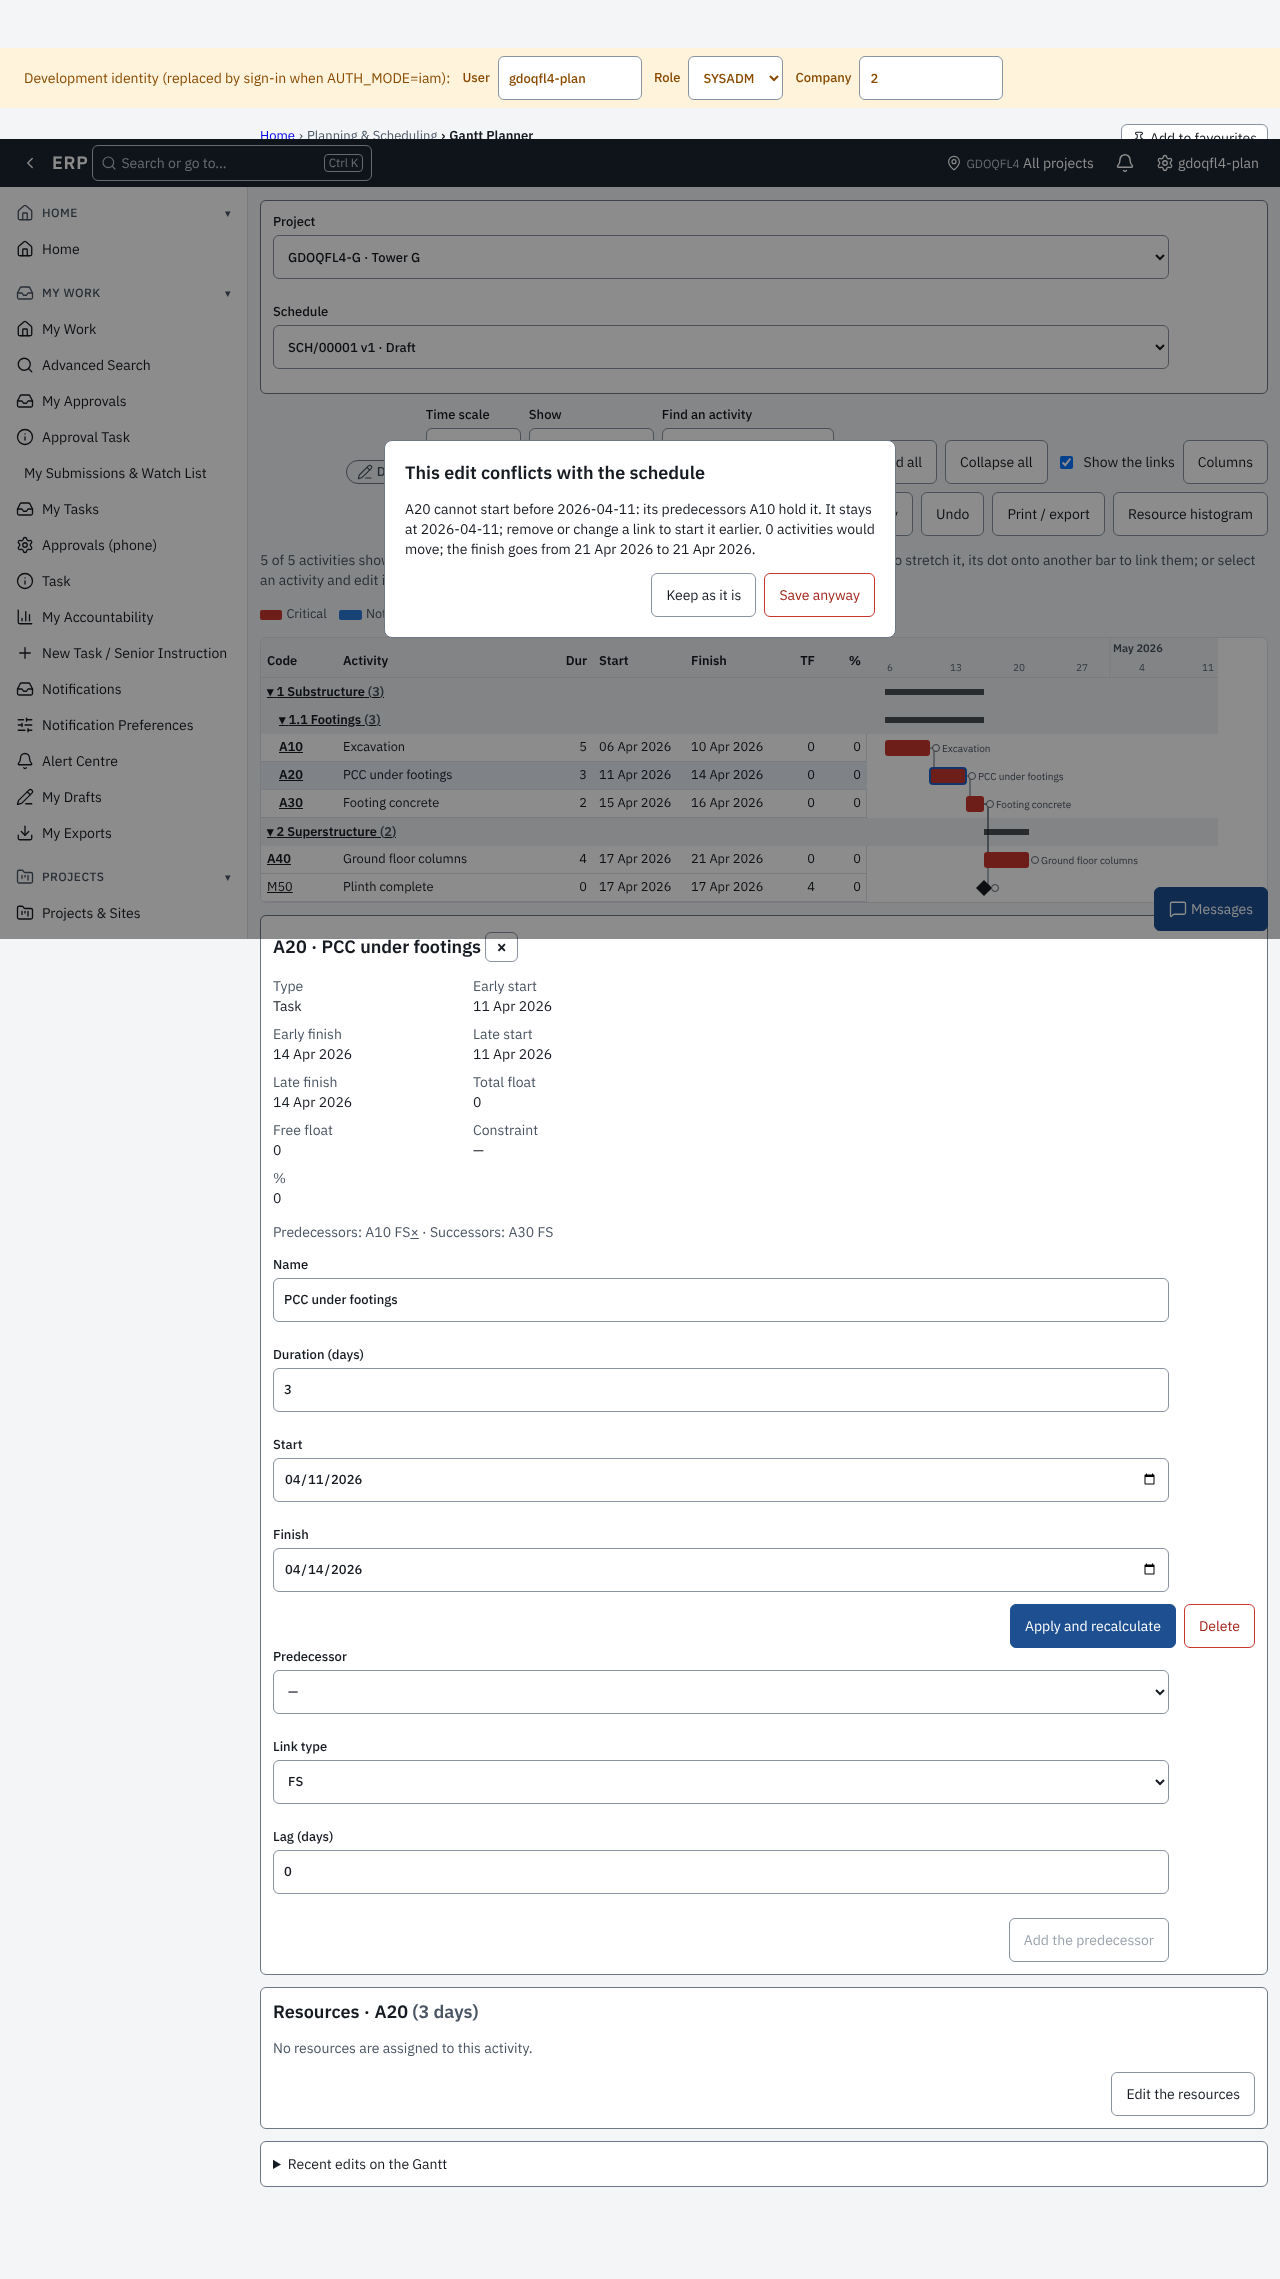 Development identity (replaced by sign-in when AUTH_MODE=iam): User gdoqfl4-plan Role SYSADM Company 2
Home › Planning & Scheduling › Gantt Planner
Add to favourites
ERP Search or go to... Ctrl K GDOQFL4 All projects gdoqfl4-plan
HOME
Home
MY WORK
My Work
Advanced Search
My Approvals
Approval Task
My Submissions & Watch List
My Tasks
Approvals (phone)
Task
My Accountability
New Task / Senior Instruction
Notifications
Notification Preferences
Alert Centre
My Drafts
My Exports
PROJECTS
Projects & Sites
Project
GDOQFL4-G · Tower G
Schedule
SCH/00001 v1 · Draft
Time scale Show Find an activity
Collapse all Show the links Columns
Undo Print / export Resource histogram
5 of 5 activities
to stretch it, its dot onto another bar to link them; or select
an activity and edit
Critical
This edit conflicts with the schedule
A20 cannot start before 2026-04-11: its predecessors A10 hold it. It stays
at 2026-04-11; remove or change a link to start it earlier. 0 activities would
move; the finish goes from 21 Apr 2026 to 21 Apr 2026.
Keep as it is Save anyway
May 2026
Code Activity Dur Start Finish TF % 6 13 20 27 4 11
▾ 1 Substructure (3)
▾ 1.1 Footings (3)
A10 Excavation 5 06 Apr 2026 10 Apr 2026 0 0 Excavation
A20 PCC under footings 3 11 Apr 2026 14 Apr 2026 0 0 PCC under footings
A30 Footing concrete 2 15 Apr 2026 16 Apr 2026 0 0 Footing concrete
▾ 2 Superstructure (2)
A40 Ground floor columns 4 17 Apr 2026 21 Apr 2026 0 0 Ground floor columns
M50 Plinth complete 0 17 Apr 2026 17 Apr 2026 4 0
Messages
A20 · PCC under footings ×
Type Early start
Task 11 Apr 2026
Early finish Late start
14 Apr 2026 11 Apr 2026
Late finish Total float
14 Apr 2026 0
Free float Constraint
0 —
%
0
Predecessors: A10 FS× · Successors: A30 FS
Name
PCC under footings
Duration (days)
3
Start
04/11/2026
Finish
04/14/2026
Apply and recalculate Delete
Predecessor
—
Link type
FS
Lag (days)
0
Add the predecessor
Resources · A20 (3 days)
No resources are assigned to this activity.
Edit the resources
▶ Recent edits on the Gantt